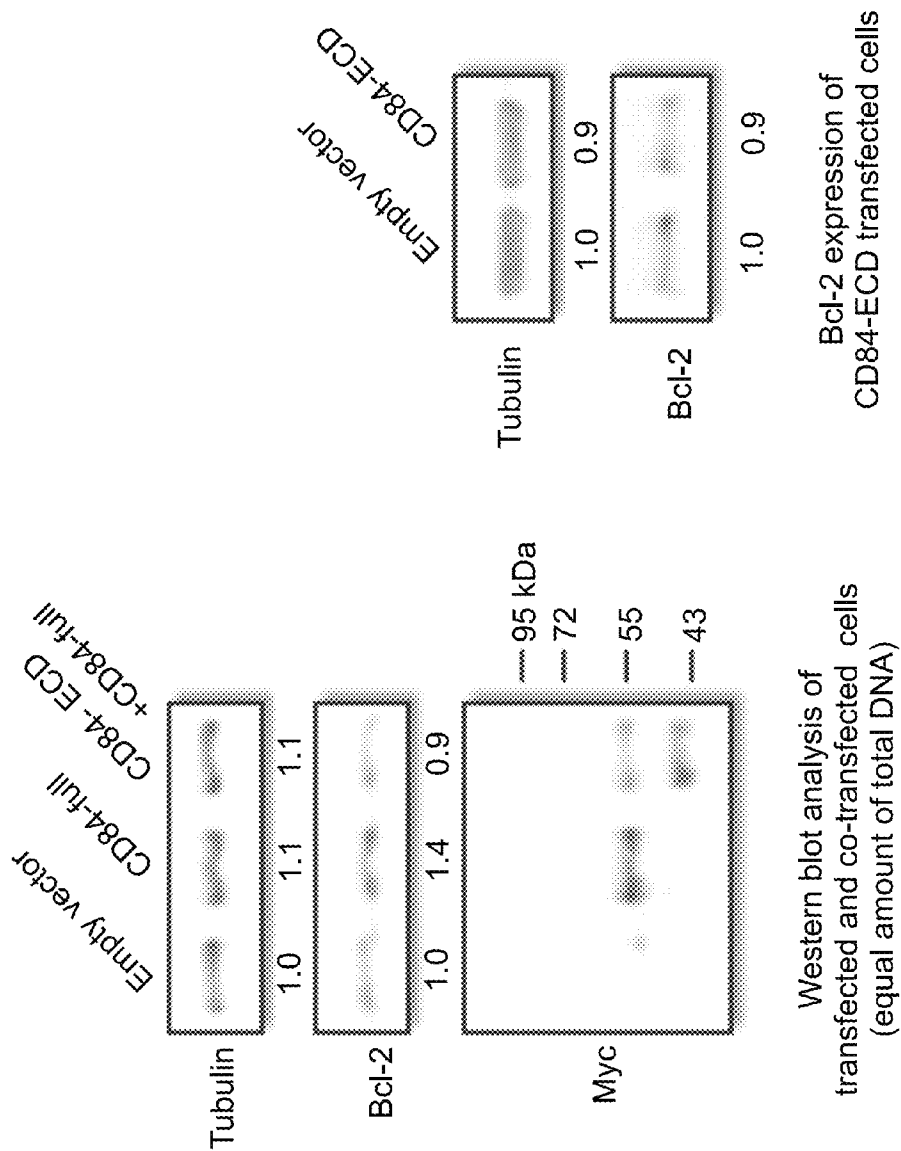 Empty vector
CD84-full
CD84- ECD
+CD84-full
Tubulin
1.0 1.1 1.1
Bcl-2
1.0 1.4 0.9
Myc
95 kDa
72
55
43
Western blot analysis of
transfected and co-transfected cells
(equal amount of total DNA)
Empty vector
CD84-ECD
Tubulin
1.0 0.9
Bcl-2
1.0 0.9
Bcl-2 expression of
CD84-ECD transfected cells